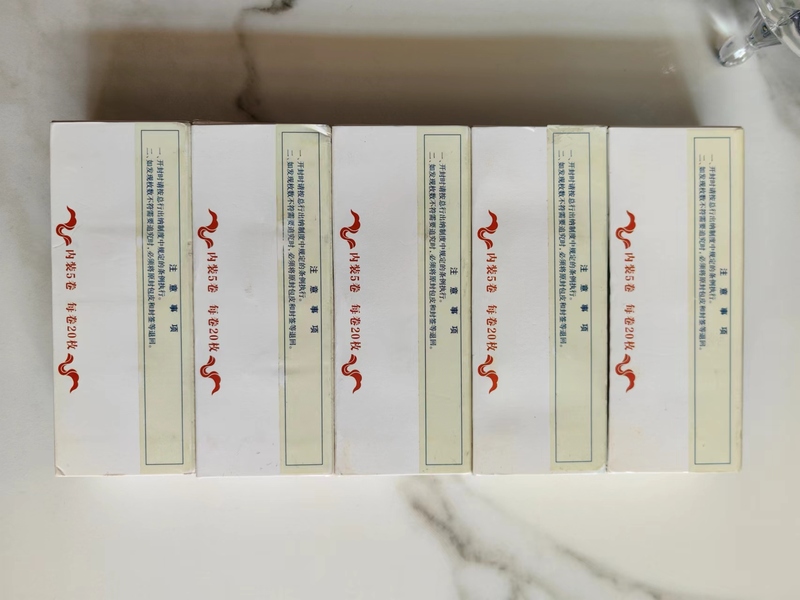 注意事项
一、开封时请按总行出纳制度中规定的条例执行。
二、如发现枚数不符需要追究时，必须将原封包皮和封签等退回。
内装5卷 每卷20枚
注意事项
一、开封时请按总行出纳制度中规定的条例执行。
二、如发现枚数不符需要追究时，必须将原封包皮和封签等退回。
内装5卷 每卷20枚
注意事项
一、开封时请按总行出纳制度中规定的条例执行。
二、如发现枚数不符需要追究时，必须将原封包皮和封签等退回。
内装5卷 每卷20枚
注意事项
一、开封时请按总行出纳制度中规定的条例执行。
二、如发现枚数不符需要追究时，必须将原封包皮和封签等退回。
内装5卷 每卷20枚
注意事项
一、开封时请按总行出纳制度中规定的条例执行。
二、如发现枚数不符需要追究时，必须将原封包皮和封签等退回。
内装5卷 每卷20枚